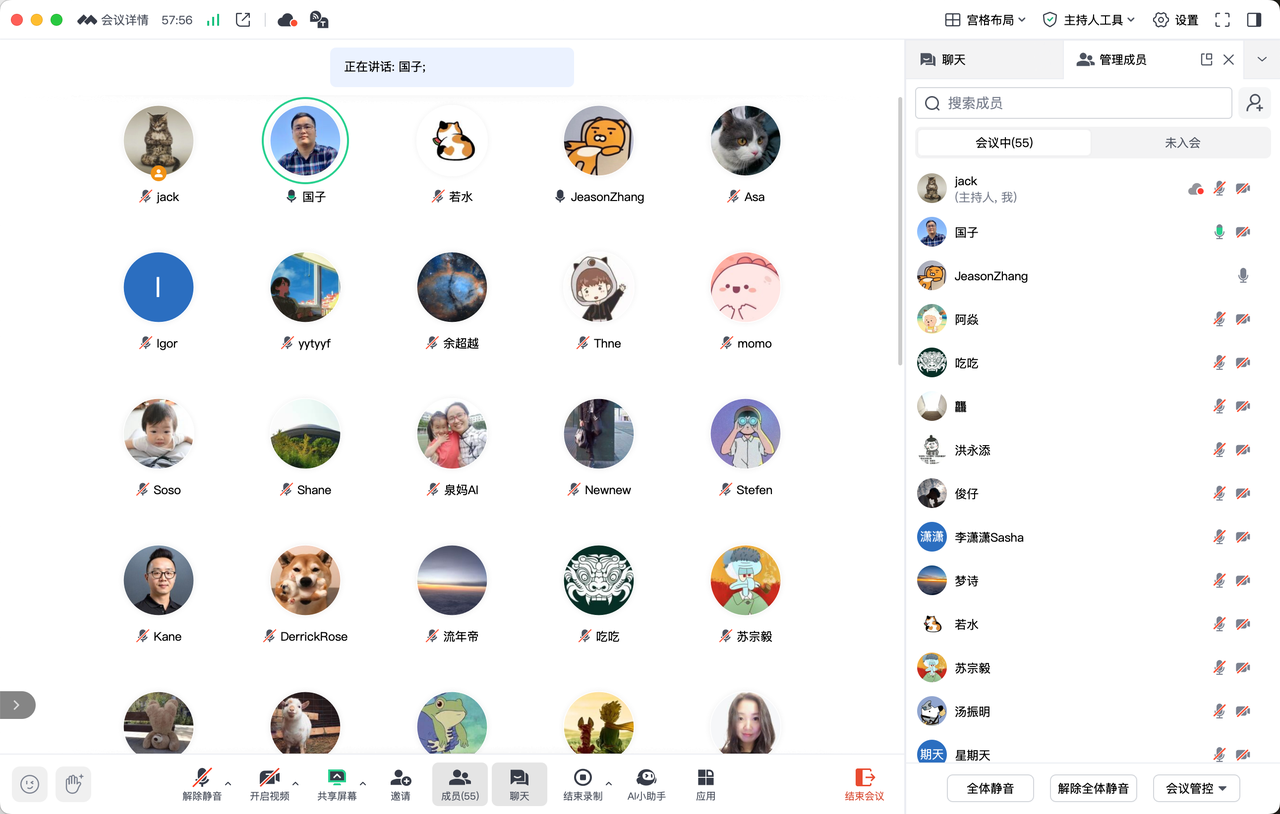 会议详情 57:56
宫格布局 主持人工具 设置
正在讲话: 国子;
jack 国子 若水 JeasonZhang Asa
I
Igor yytyyf 余超越 Thne momo
Soso Shane 泉妈AI Newnew Stefen
Kane DerrickRose 流年帝 吃吃 苏宗毅
聊天 管理成员
搜索成员
会议中(55) 未入会
jack
(主持人, 我)
国子
JeasonZhang
阿焱
吃吃
洪永添
俊仔
潇潇 李潇潇Sasha
梦诗
若水
苏宗毅
汤振明
期天 星期天
解除静音 开启视频 共享屏幕 邀请 成员(55) 聊天 结束录制 AI小助手 应用 结束会议
全体静音 解除全体静音 会议管控